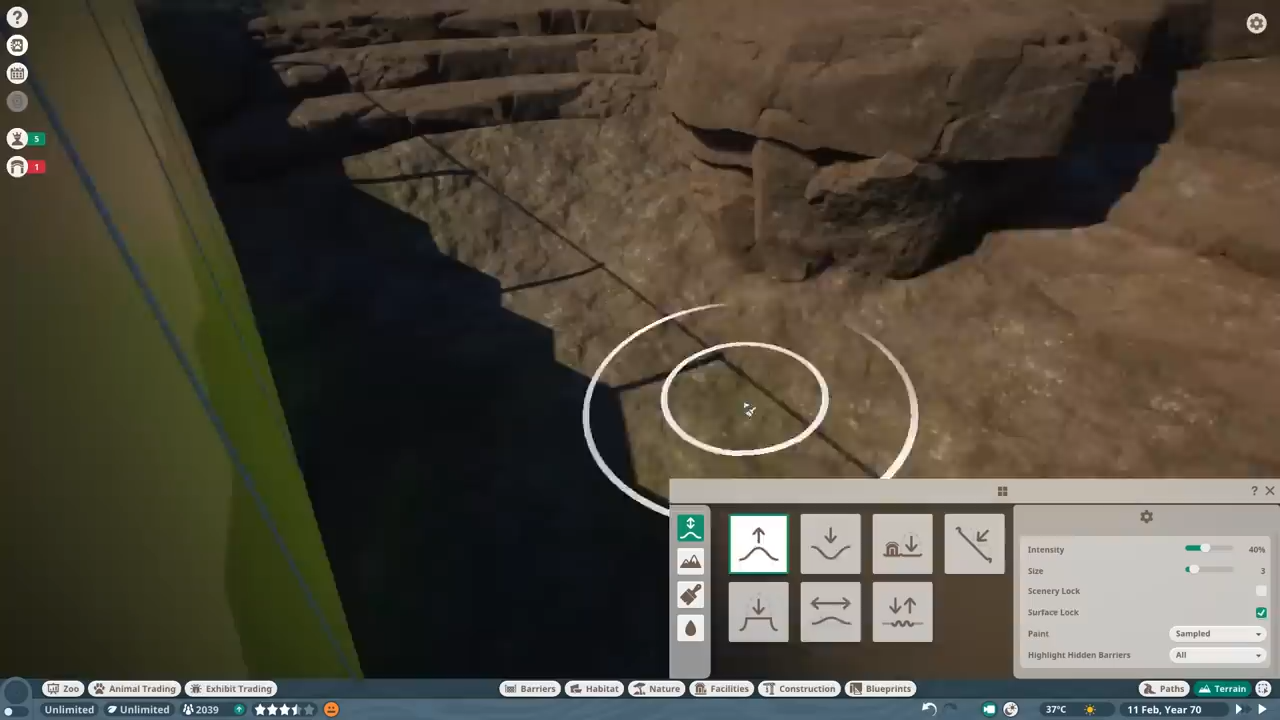 ?
5
1
? ×
Intensity 40%
Size 3
Scenery Lock
Surface Lock
Paint Sampled
Highlight Hidden Barriers All
Zoo Animal Trading Exhibit Trading Barriers Habitat Nature Facilities Construction Blueprints Paths Terrain
Unlimited Unlimited 2039 37°C 11 Feb, Year 70